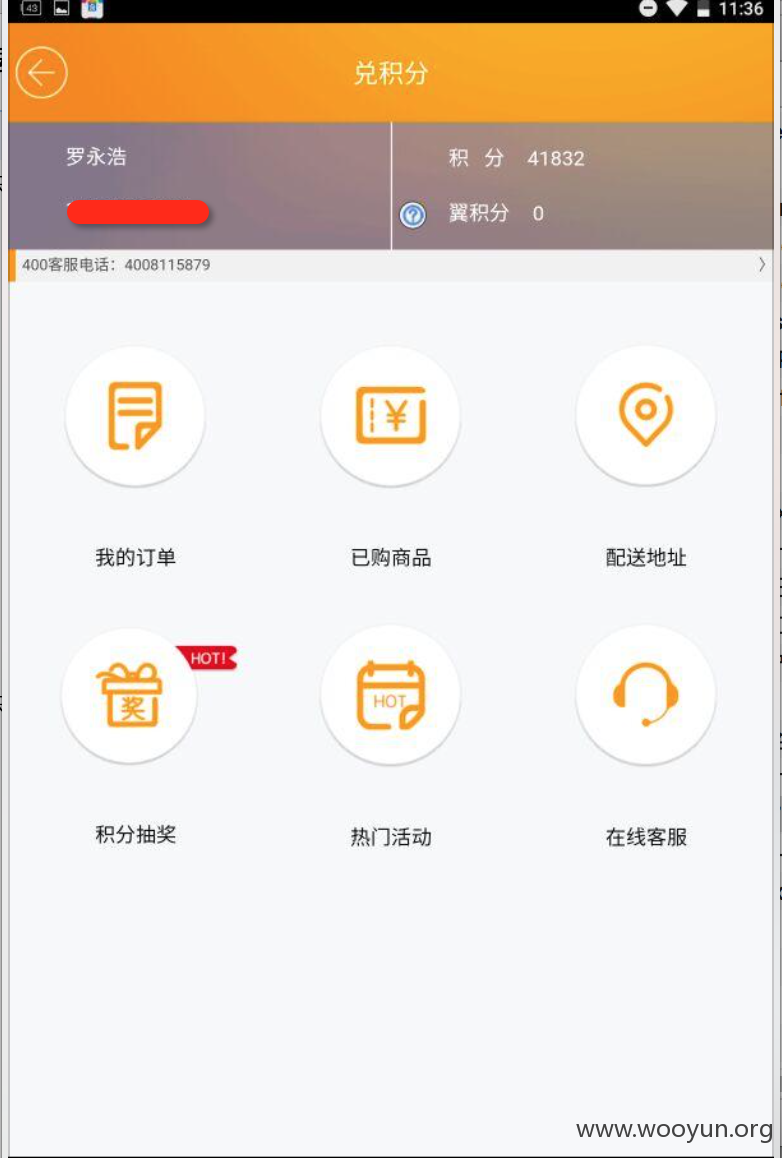 43
8
11:36
兑积分
罗永浩
积 分 41832
翼积分 0
400客服电话：4008115879
我的订单
已购商品
配送地址
HOT!
奖
HOT
积分抽奖
热门活动
在线客服
www.wooyun.org